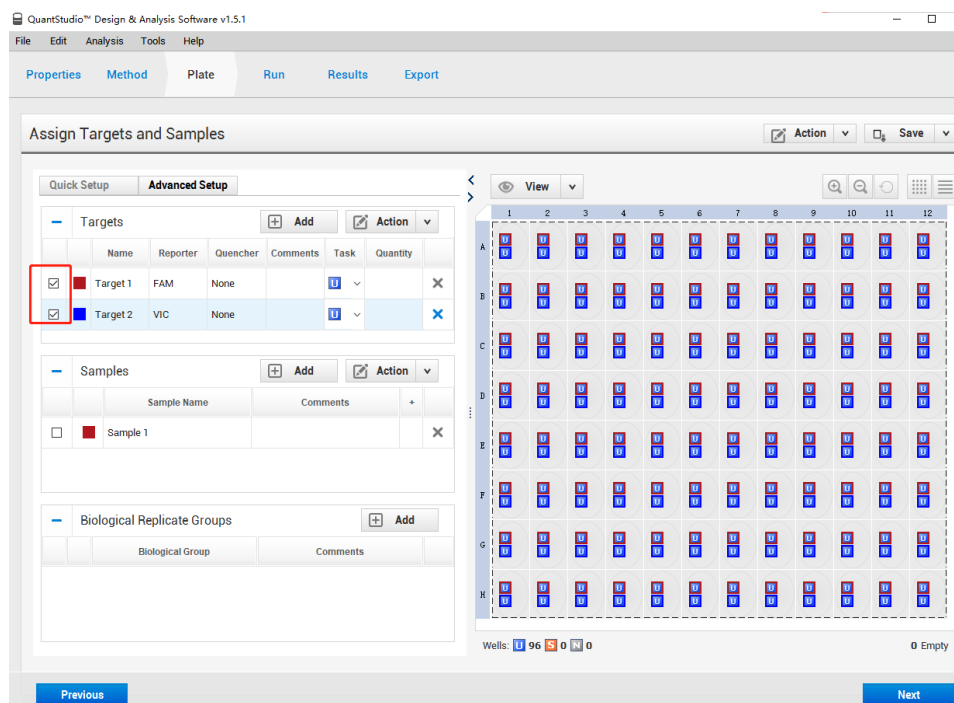 QuantStudio™ Design & Analysis Software v1.5.1
File Edit Analysis Tools Help
Properties Method Plate Run Results Export
Assign Targets and Samples
Action Save
Quick Setup Advanced Setup
View
Targets
Add Action
Name Reporter Quencher Comments Task Quantity
Target 1 FAM None U
Target 2 VIC None U
Samples
Add Action
Sample Name Comments +
Sample 1
Biological Replicate Groups
Add
Biological Group Comments
1 2 3 4 5 6 7 8 9 10 11 12
A U U U U U U U U U U U U
U U U U U U U U U U U U
B U U U U U U U U U U U U
U U U U U U U U U U U U
C U U U U U U U U U U U U
U U U U U U U U U U U U
D U U U U U U U U U U U U
U U U U U U U U U U U U
E U U U U U U U U U U U U
U U U U U U U U U U U U
F U U U U U U U U U U U U
U U U U U U U U U U U U
G U U U U U U U U U U U U
U U U U U U U U U U U U
H U U U U U U U U U U U U
U U U U U U U U U U U U
Wells: U 96 S 0 N 0
0 Empty
Previous
Next